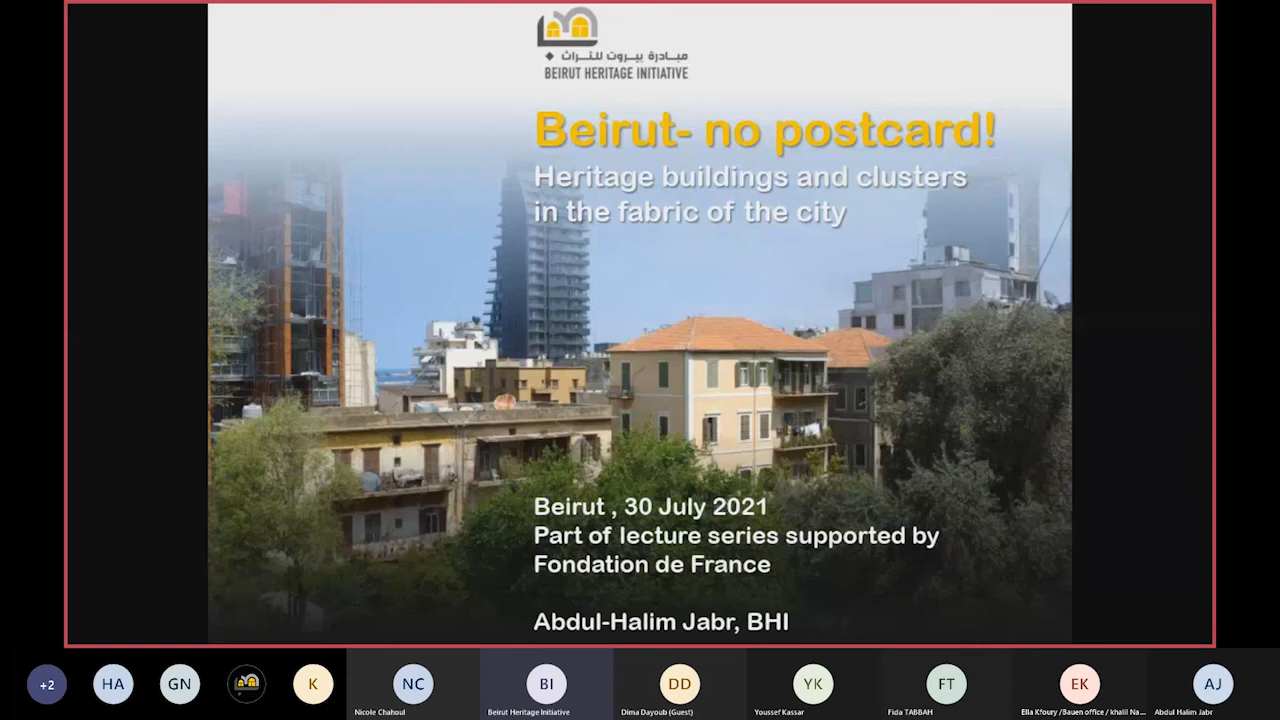 مبادرة بيروت للتراث
BEIRUT HERITAGE INITIATIVE
Beirut- no postcard!
Heritage buildings and clusters
in the fabric of the city
Beirut , 30 July 2021
Part of lecture series supported by
Fondation de France
Abdul-Halim Jabr, BHI
+2
HA
GN
K
NC
BI
DD
YK
FT
EK
AJ
Nicole Chahoul
Beirut Heritage Initiative
Dima Dayoub (Guest)
Youssef Kassar
Fida TABBAH
Ella Kfoury /Bauen office / khalil Na...
Abdul Halim Jabr